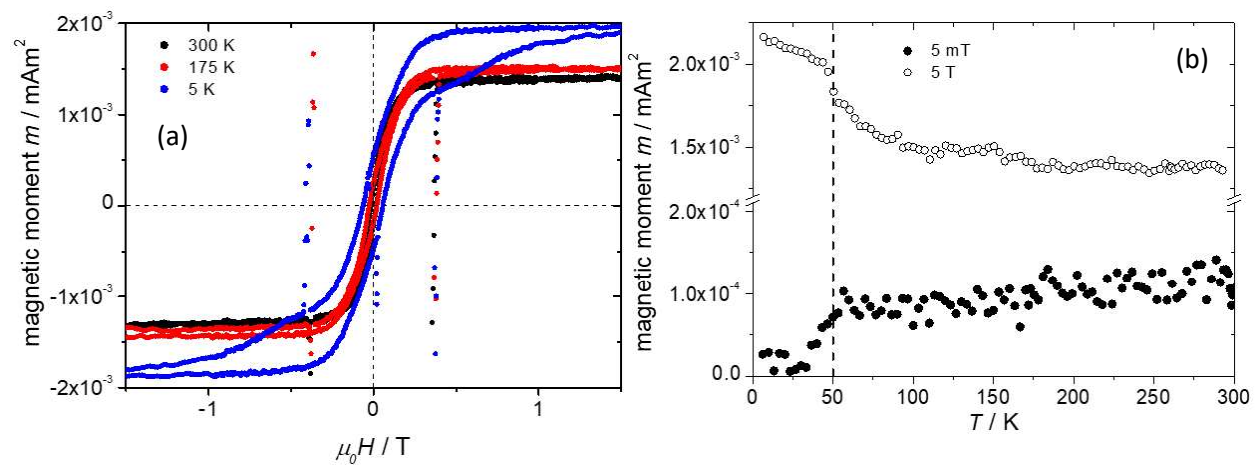 magnetic moment m / mAm²
2x10⁻³
1x10⁻³
0
-1x10⁻³
-2x10⁻³
300 K
175 K
5 K
(a)
-1
0
1
μ₀H / T
magnetic moment m / mAm²
2.0x10⁻³
1.5x10⁻³
2.0x10⁻⁴
1.0x10⁻⁴
0.0
5 mT
5 T
(b)
0
50
100
150
200
250
300
T / K